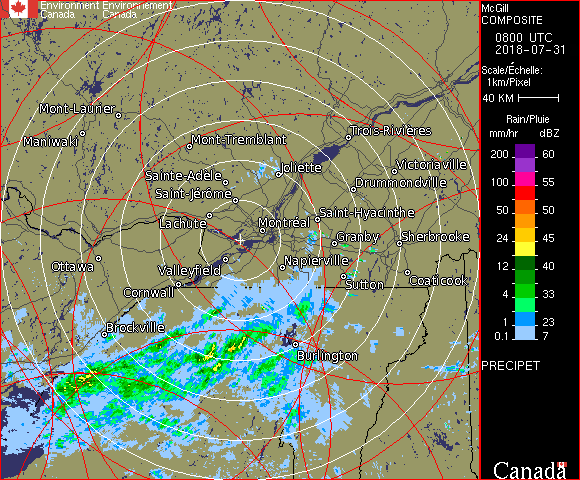 Environment Environnement
Canada Canada
McGill
COMPOSITE
0800 UTC
2018-07-31
Scale/Échelle:
1km/Pixel
40 KM
Rain/Pluie
mm/hr dBZ
200 60
100 55
50 50
24 45
12 40
4 33
1 23
0.1 7
PRECIPET
Canada
Mont-Laurier
Maniwaki
Mont-Tremblant
Trois-Rivières
Joliette
Victoriaville
Sainte-Adèle
Drummondville
Saint-Jérôme
Saint-Hyacinthe
Lachute
Montréal
Granby
Sherbrooke
Ottawa
Valleyfield
Napierville
Cornwall
Sutton
Coaticook
Brockville
Burlington